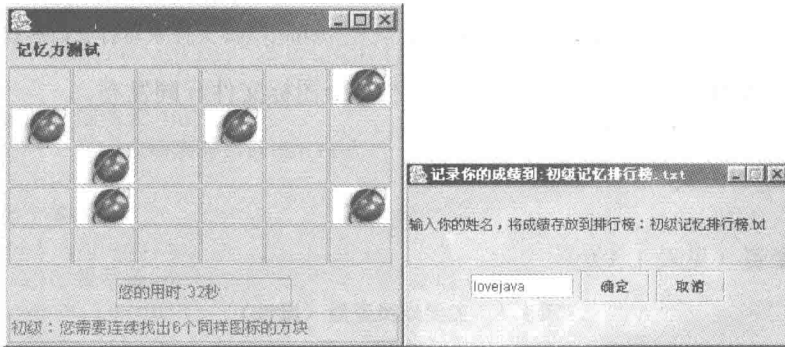 记忆力测试
您的用时:32秒
初级：您需要连续找出6个同样图标的方块
记录你的成绩到:初级记忆排行榜.txt
输入你的姓名，将成绩存放到排行榜：初级记忆排行榜.txt
lovejava
确定
取消